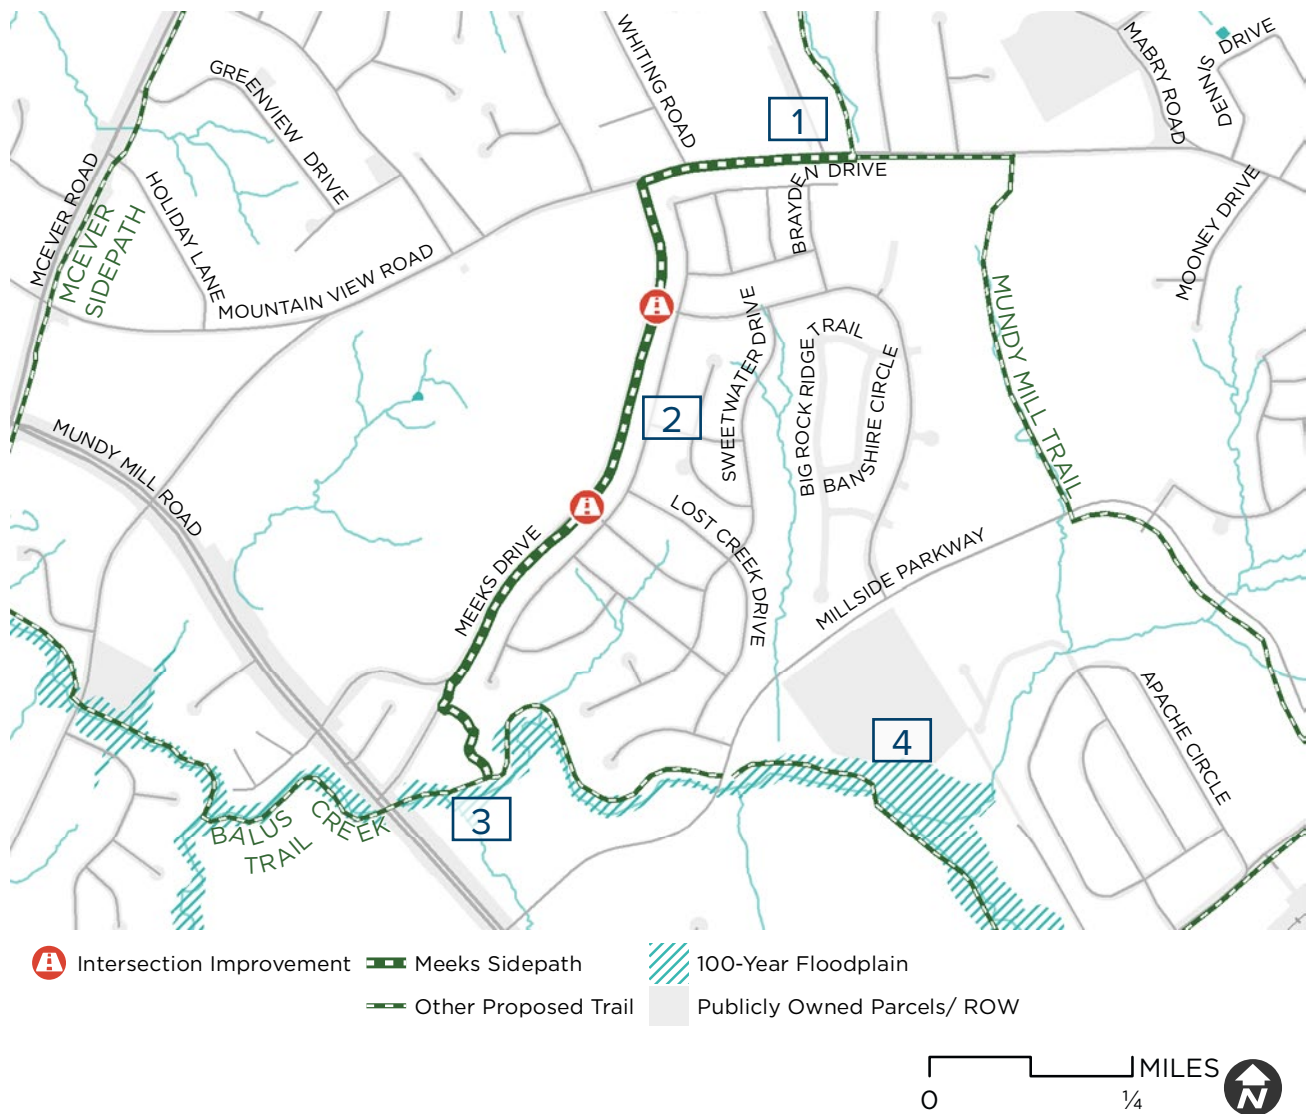 WHITING ROAD
MABRY ROAD
DENNIS DRIVE
GREENVIEW DRIVE
1
MCEVER ROAD
MCEVER
SIDEPATH
HOLIDAY LANE
BRAYDEN DRIVE
MOONEY DRIVE
MOUNTAIN VIEW ROAD
MUNDY MILL TRAIL
SWEETWATER DRIVE
BIG ROCK RIDGE TRAIL
BANSHIRE CIRCLE
2
MUNDY MILL ROAD
LOST CREEK DRIVE
MEEKS DRIVE
MILLSIDE PARKWAY
APACHE CIRCLE
4
3
BALUS CREEK
TRAIL
Intersection Improvement
Meeks Sidepath
100-Year Floodplain
Other Proposed Trail
Publicly Owned Parcels/ ROW
MILES
0
¼
N